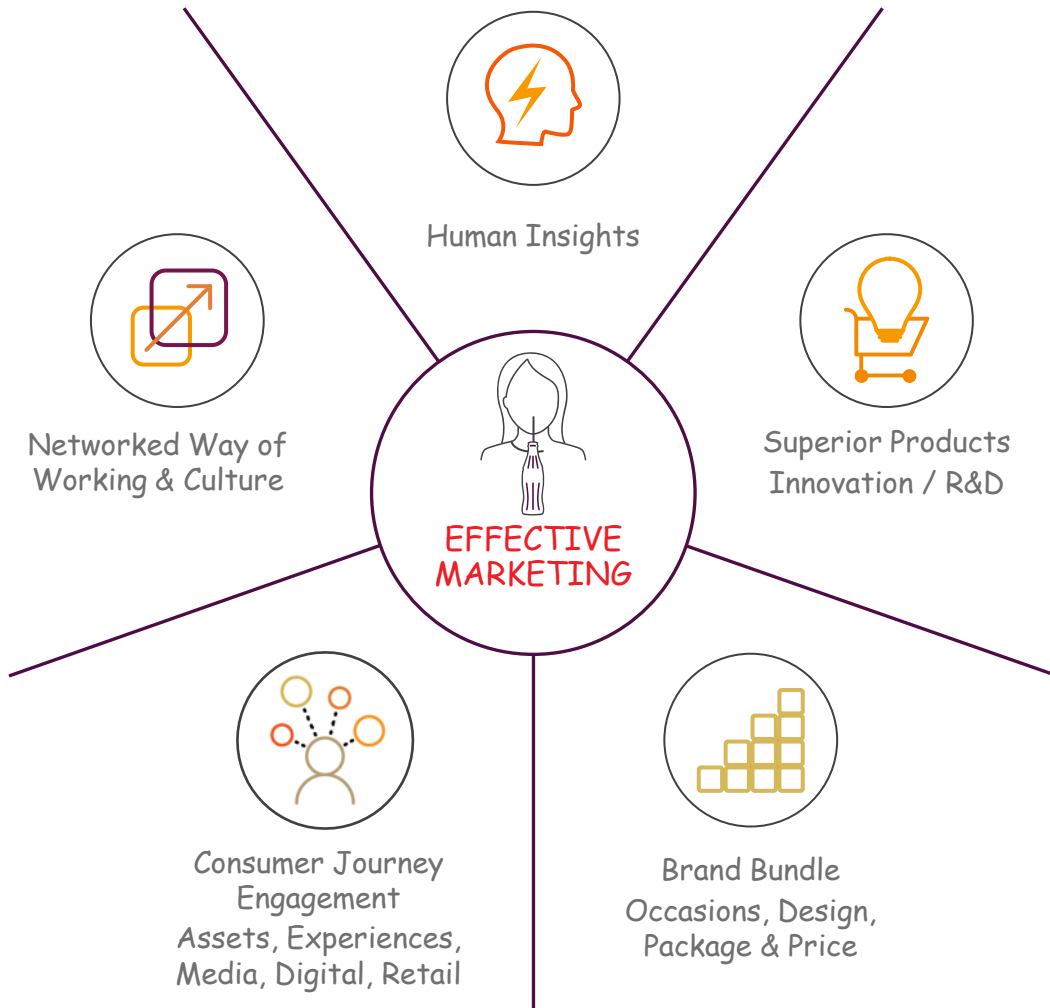 Human Insights
Networked Way of
Working & Culture
Superior Products
Innovation / R&D
EFFECTIVE
MARKETING
Consumer Journey
Engagement
Assets, Experiences,
Media, Digital, Retail
Brand Bundle
Occasions, Design,
Package & Price